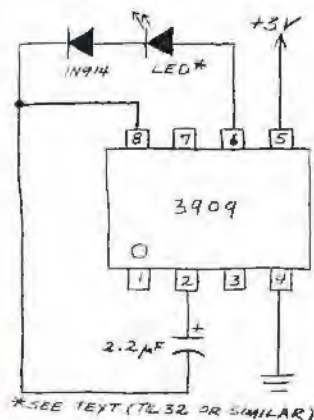 +3V
1N914 LED*
8 7 6 5
3909
1 2 3 4
+
2.2µF
*SEE TEXT (TIL32 OR SIMILAR)